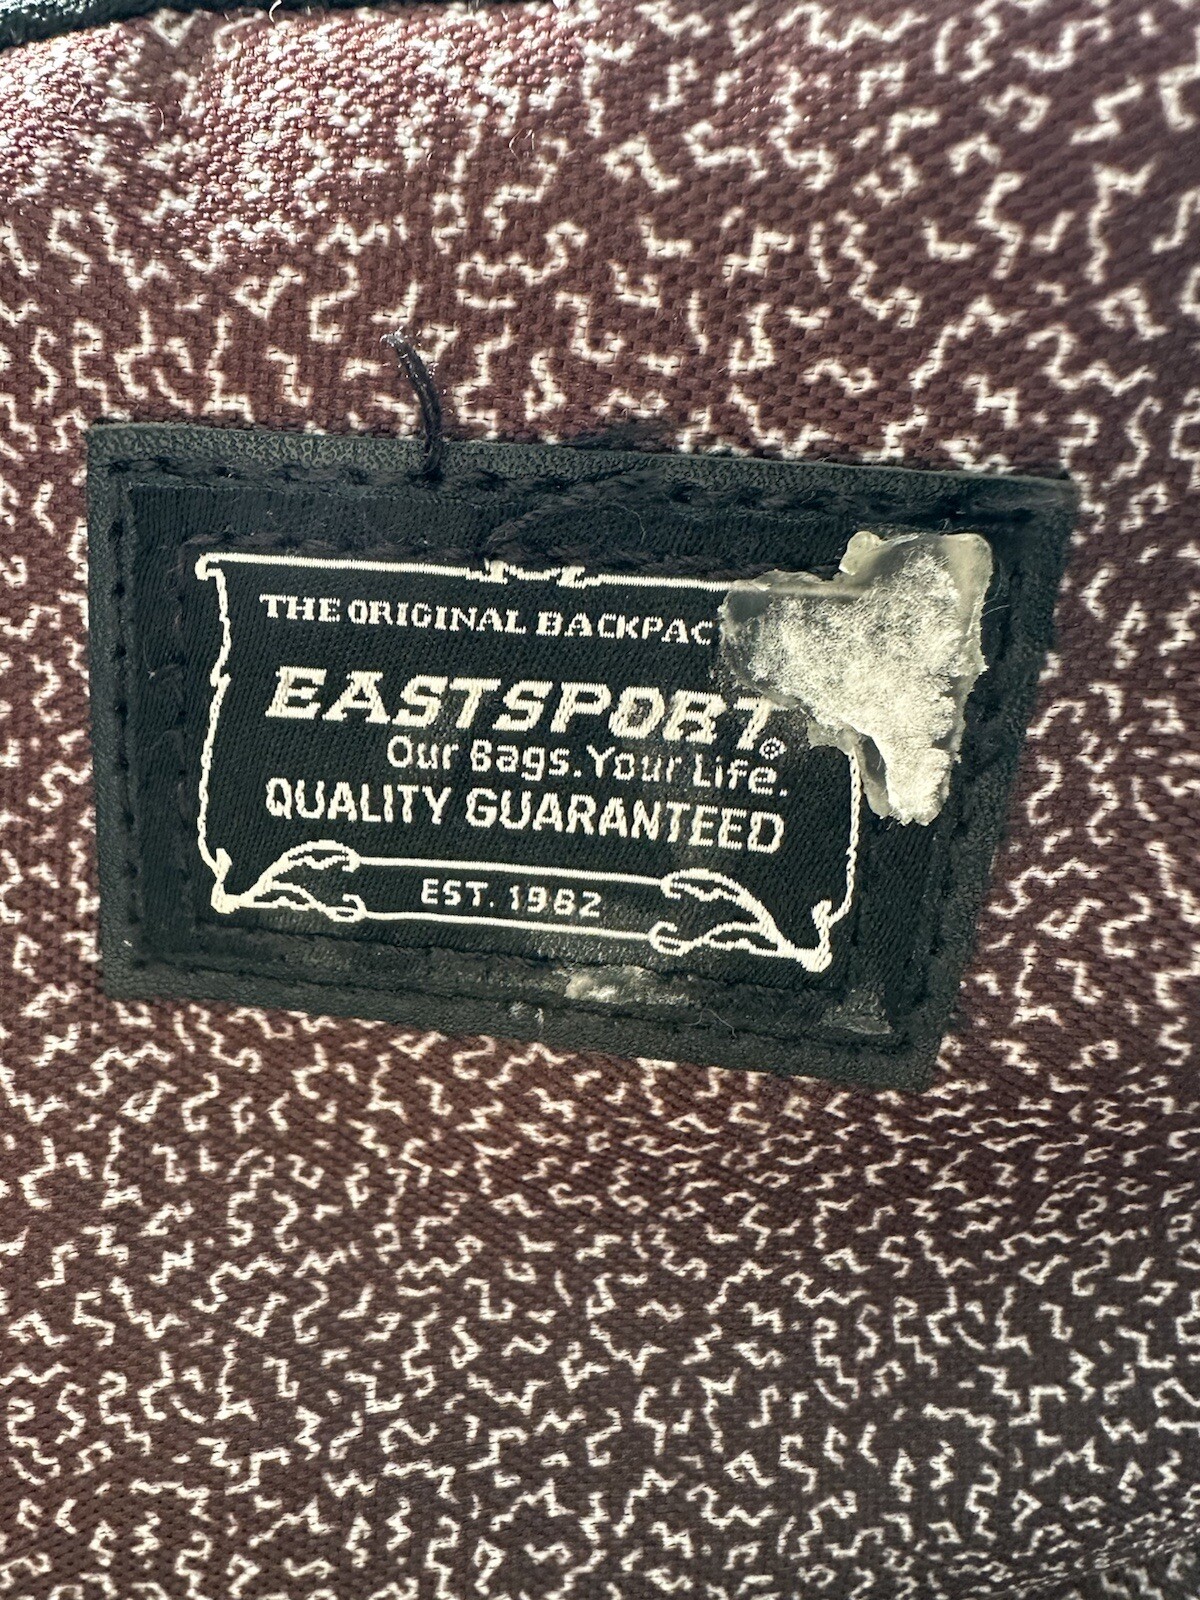 THE ORIGINAL BACKPAC
EASTSPORT®
Our Bags. Your Life.
QUALITY GUARANTEED
EST. 1982